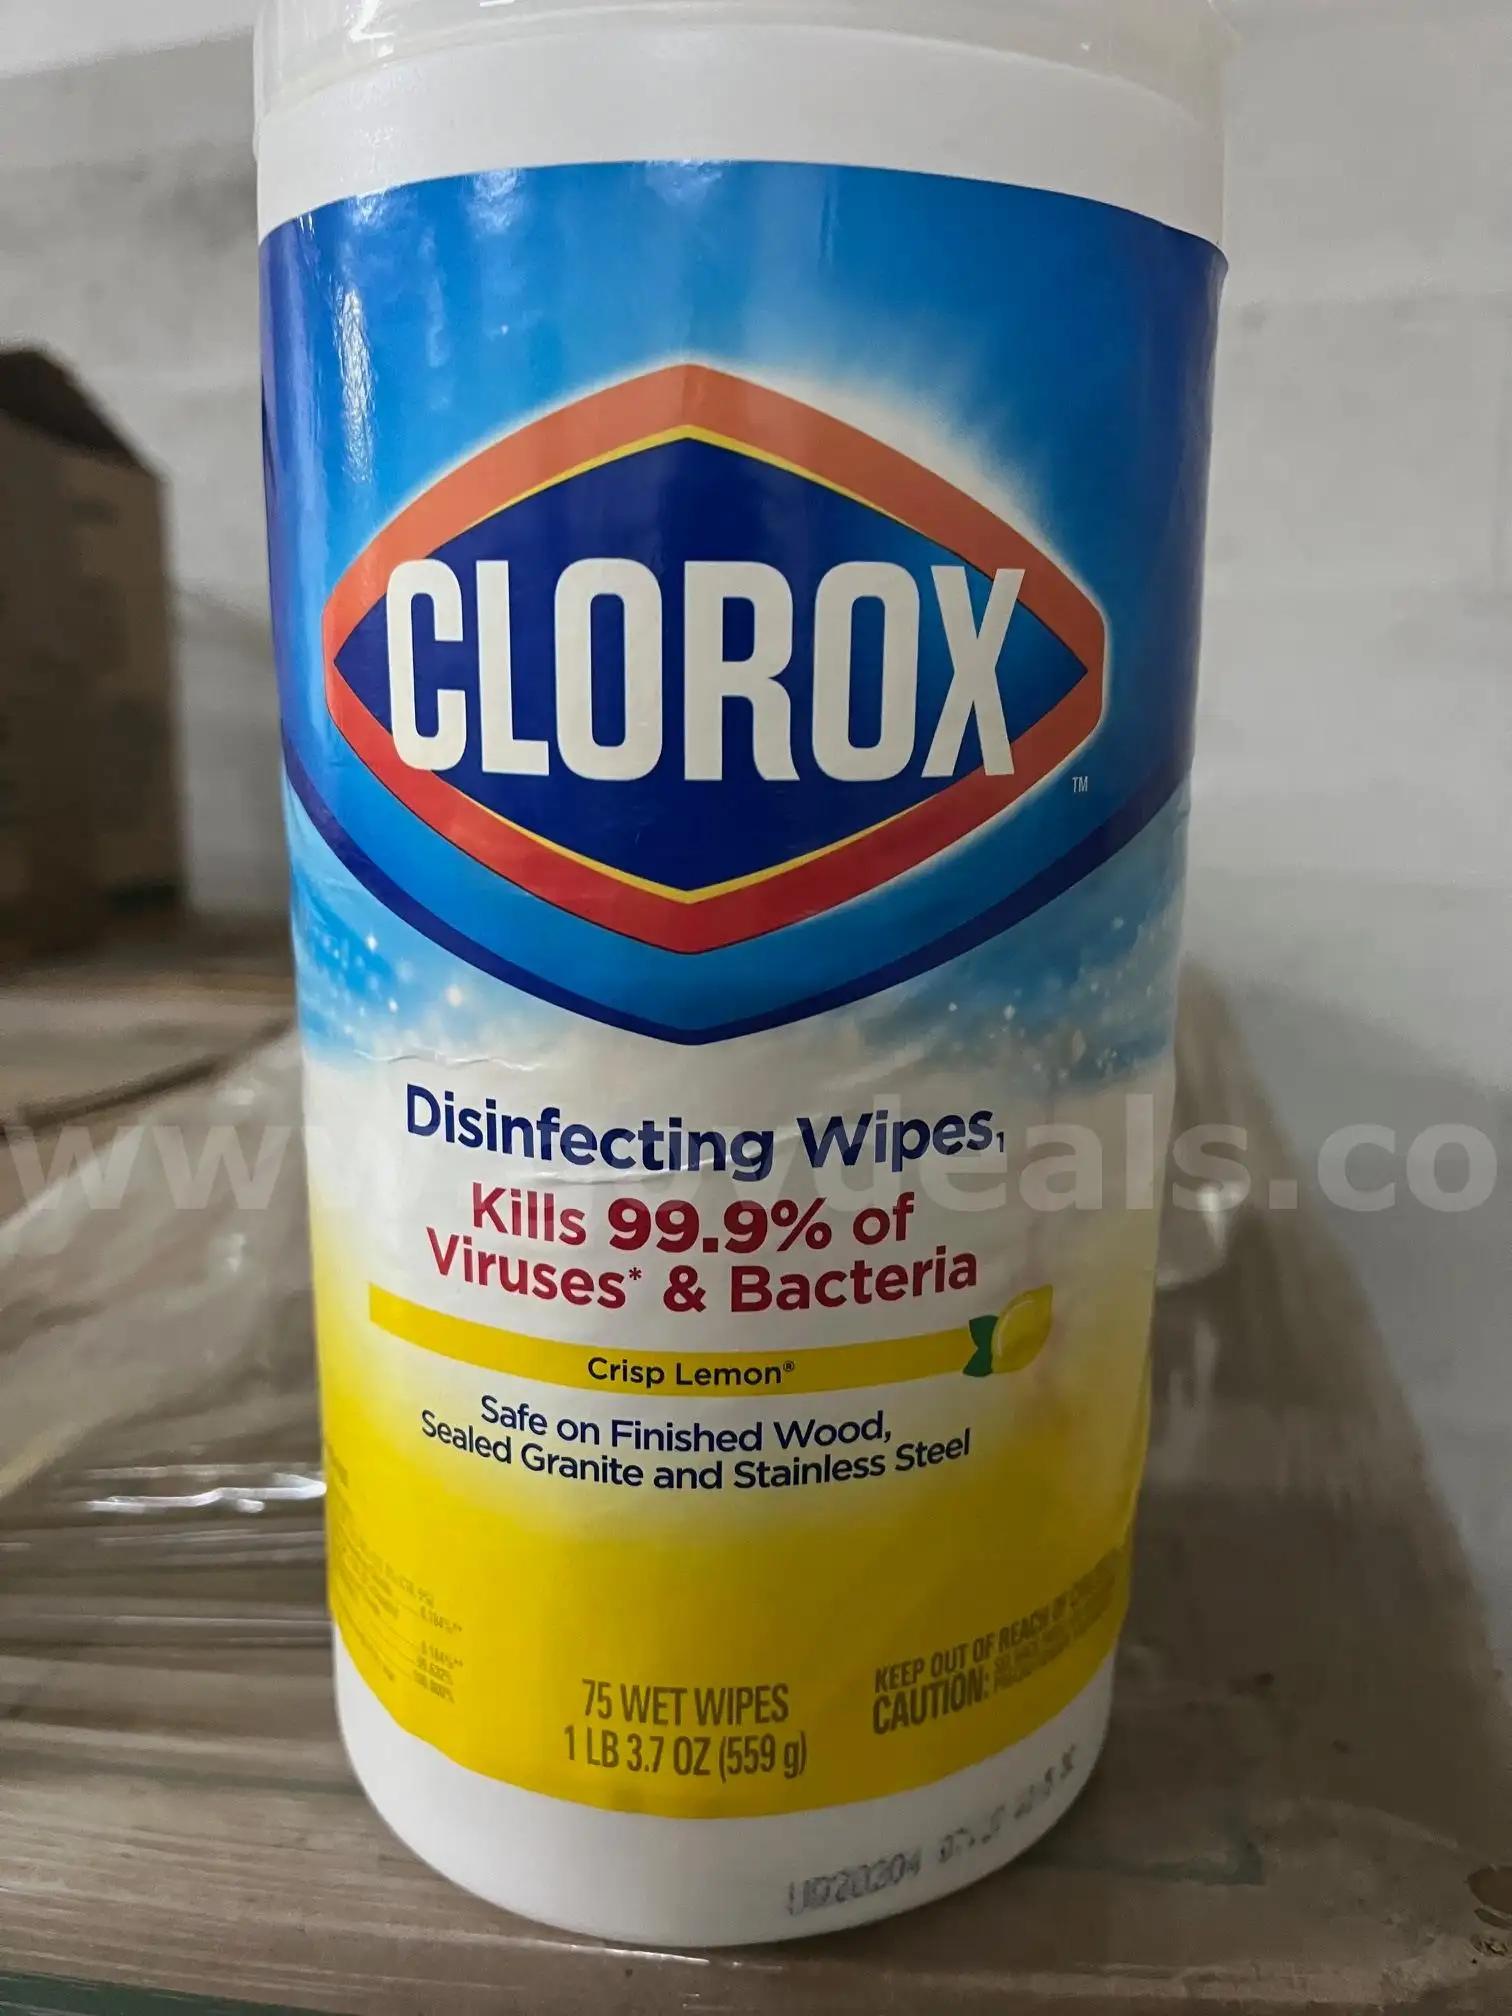 CLOROX
TM
Disinfecting Wipes1
Kills 99.9% of
Viruses* & Bacteria
Crisp Lemon®
Safe on Finished Wood,
Sealed Granite and Stainless Steel
75 WET WIPES
1 LB 3.7 OZ (559 g)
KEEP OUT OF REACH OF
CAUTION: